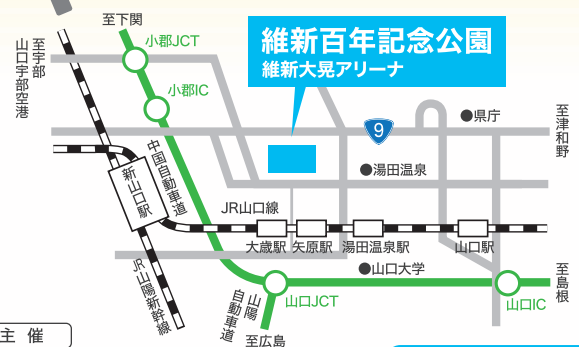 至下関
小郡JCT
維新百年記念公園
維新大晃アリーナ
至宇部
山口宇部空港
小郡IC
9
県庁
至津和野
中国自動車道
新山口駅
湯田温泉
JR山口線
大歳駅
矢原駅
湯田温泉駅
山口駅
JR山陽新幹線
山口大学
至島根
山陽
自動車道
山口JCT
山口IC
至広島
主催